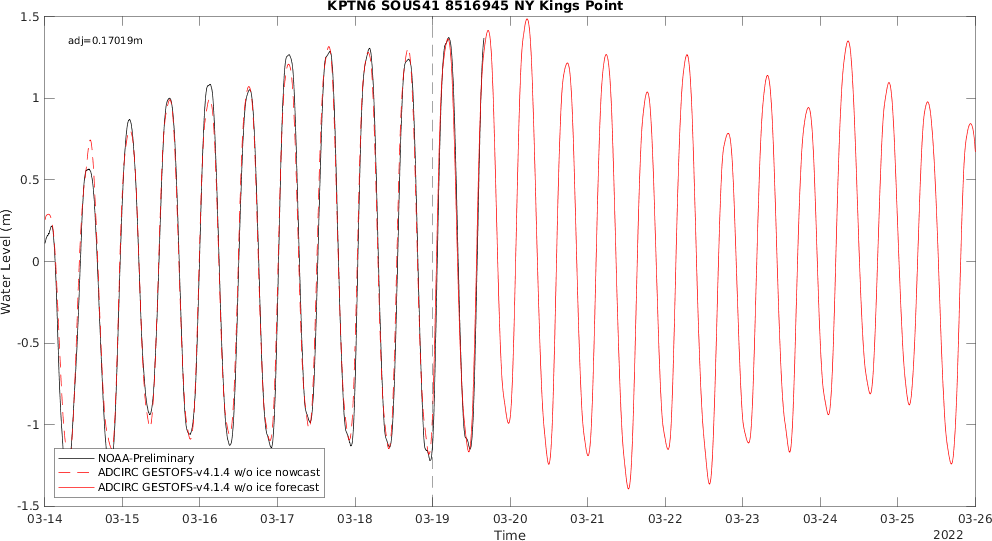 KPTN6 SOUS41 8516945 NY Kings Point
adj=0.17019m
1.5
1
0.5
0
-0.5
-1
-1.5
Water Level (m)
NOAA-Preliminary
ADCIRC GESTOFS-v4.1.4 w/o ice nowcast
ADCIRC GESTOFS-v4.1.4 w/o ice forecast
03-14 03-15 03-16 03-17 03-18 03-19 03-20 03-21 03-22 03-23 03-24 03-25 03-26
Time
2022